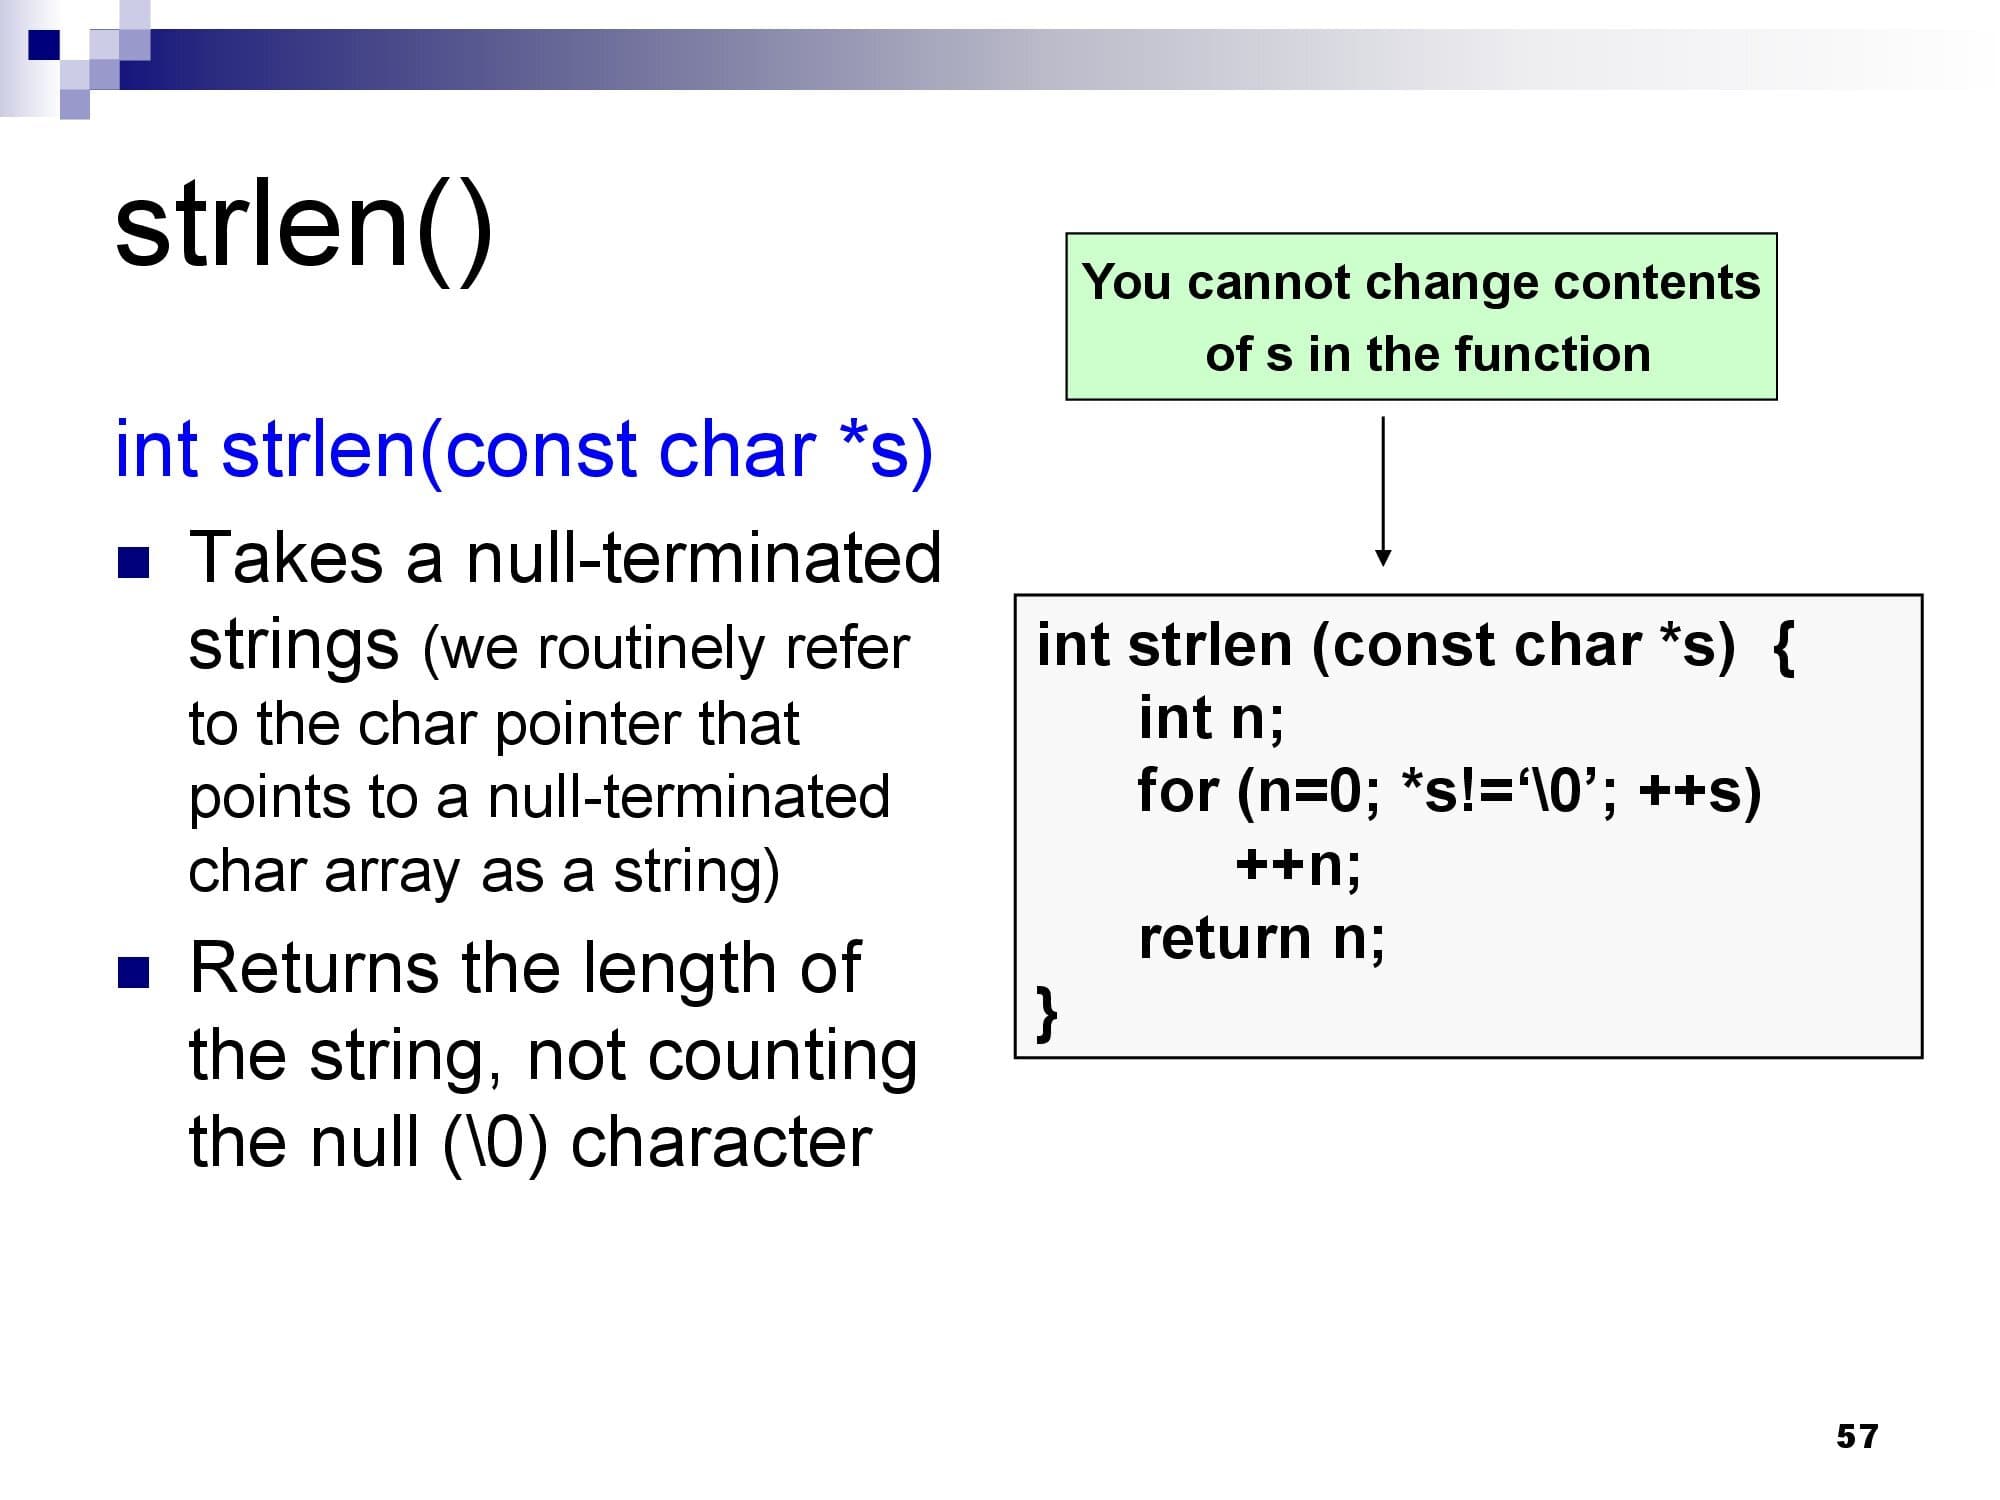 strlen()
You cannot change contents
of s in the function
int strlen(const char *s)
Takes a null-terminated
strings (we routinely refer
to the char pointer that
points to a null-terminated
char array as a string)
Returns the length of
the string, not counting
the null (\0) character
int strlen (const char *s)  {
int n;
for (n=0; *s!=‘\0’; ++s)
++n;
return n;
}
57